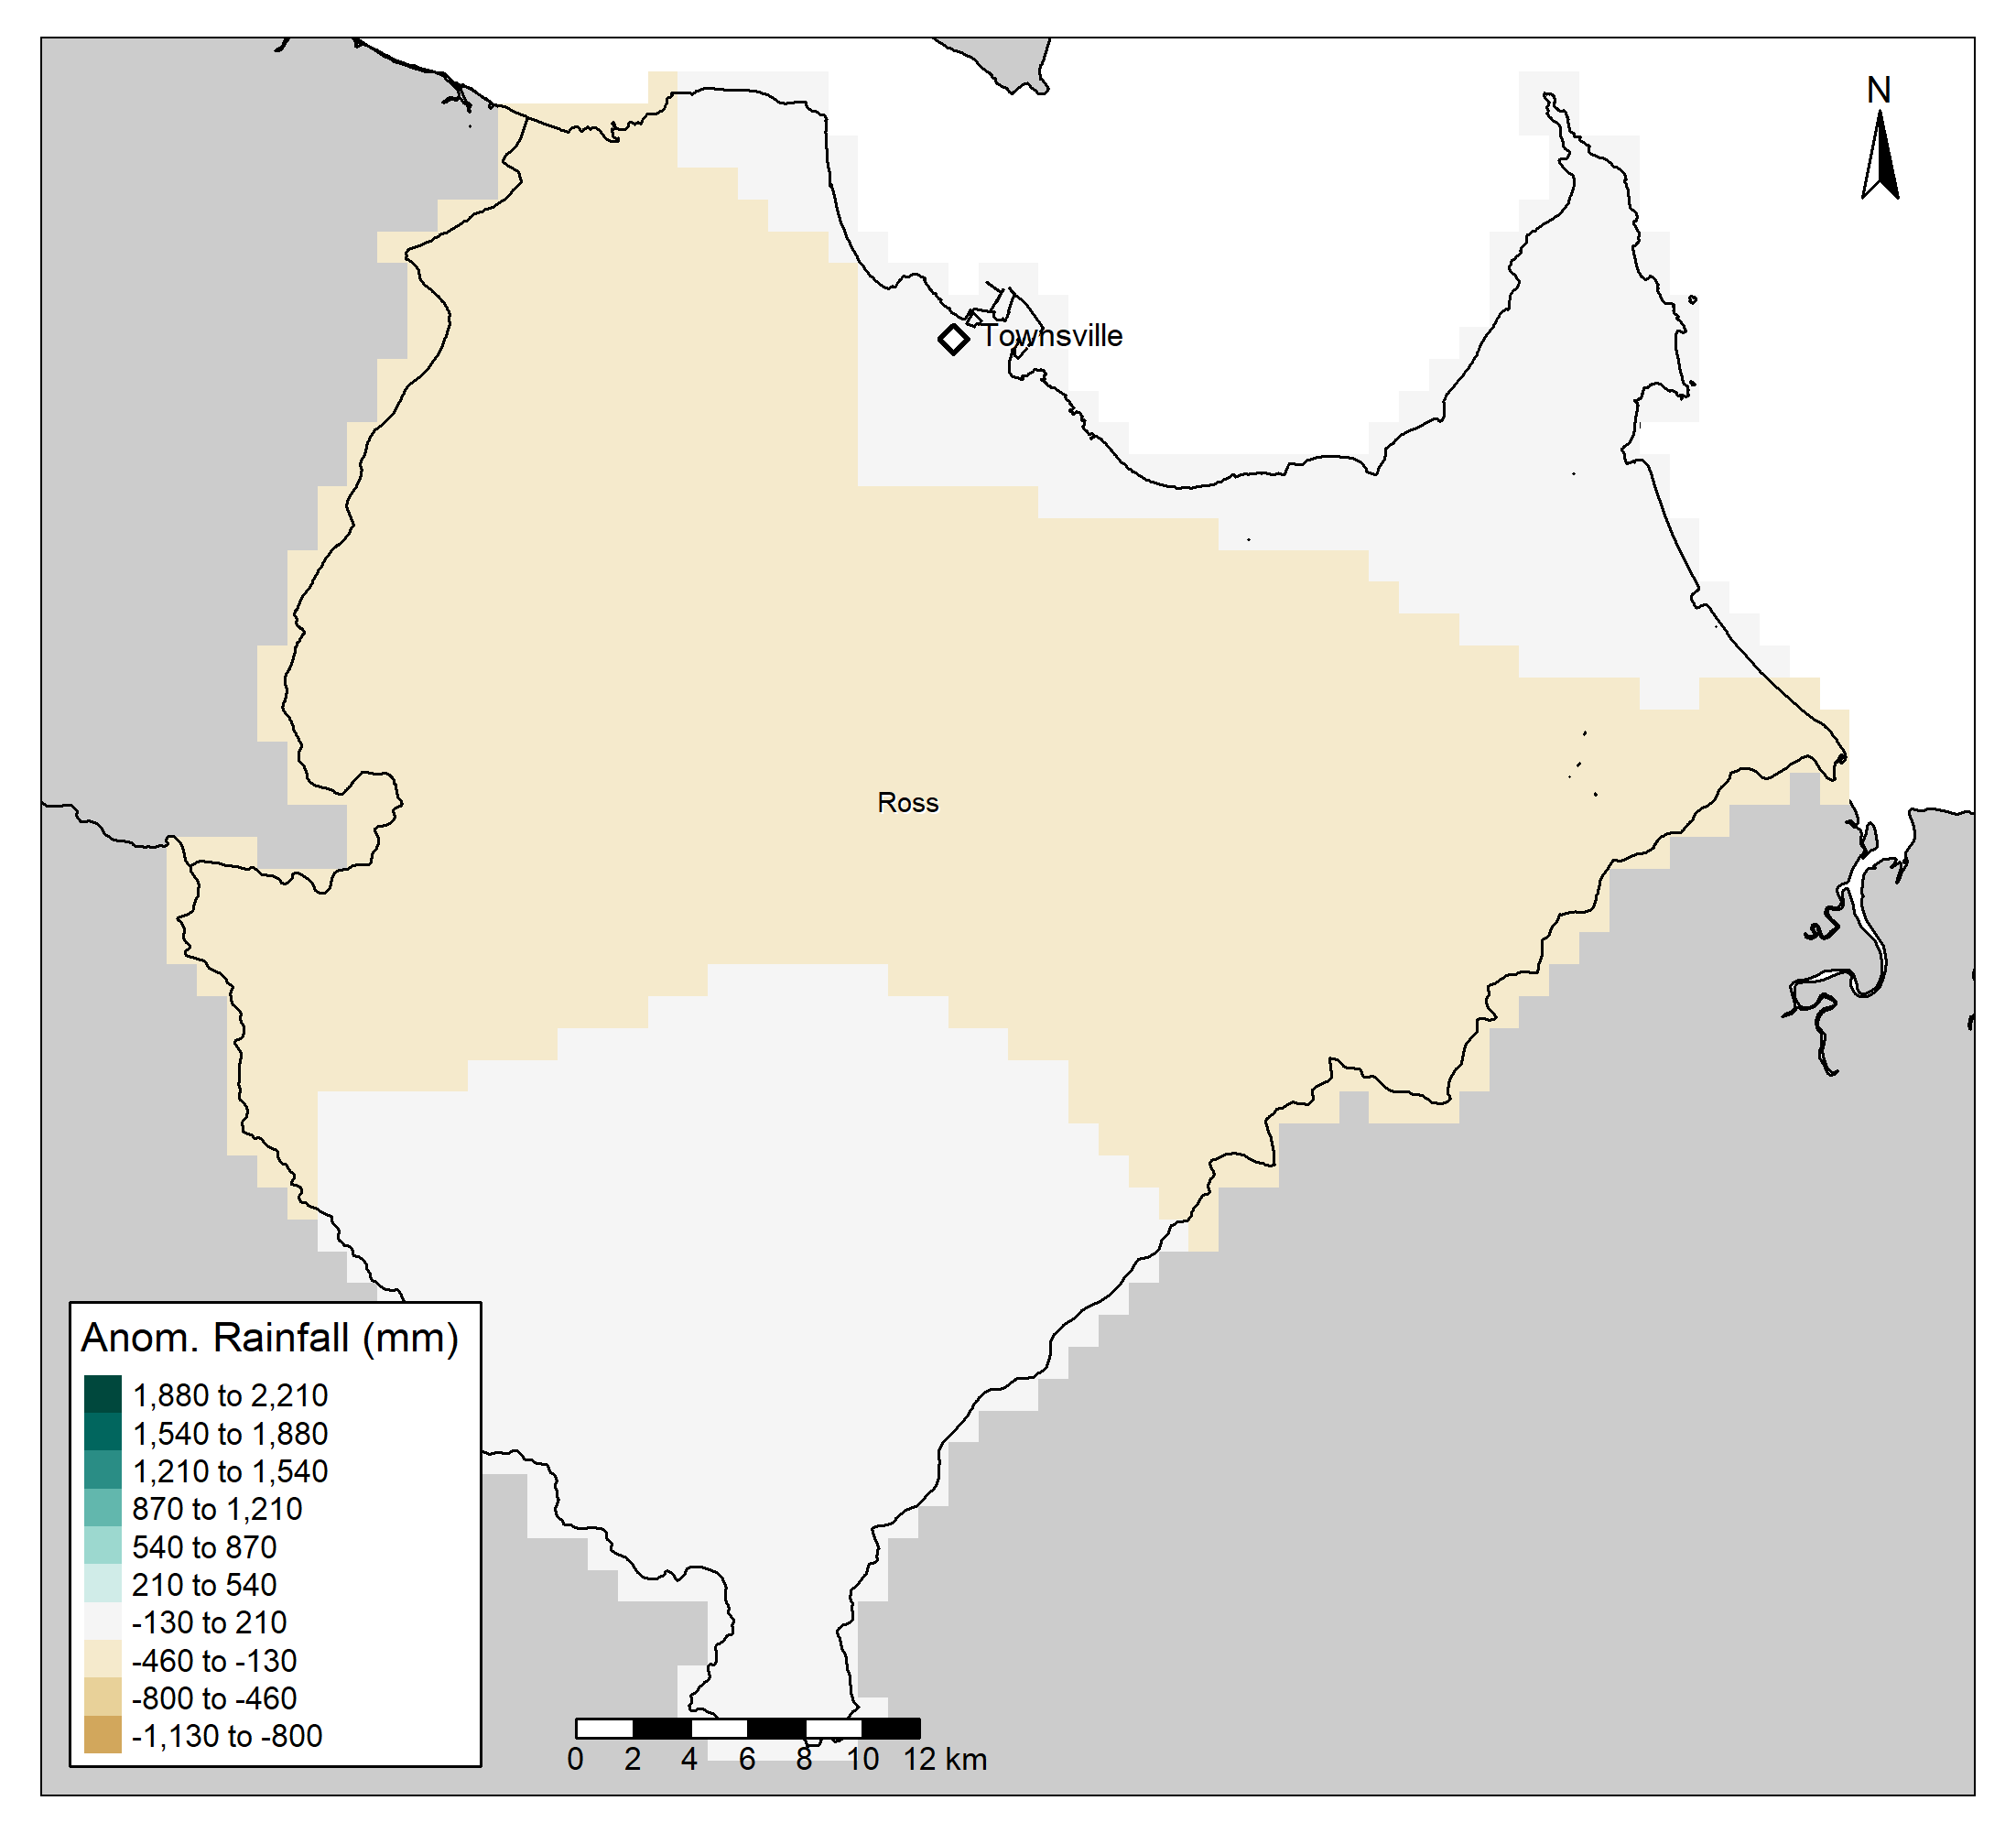 N
Townsville
Ross
Anom. Rainfall (mm)
1,880 to 2,210
1,540 to 1,880
1,210 to 1,540
870 to 1,210
540 to 870
210 to 540
-130 to 210
-460 to -130
-800 to -460
-1,130 to -800
0 2 4 6 8 10 12 km